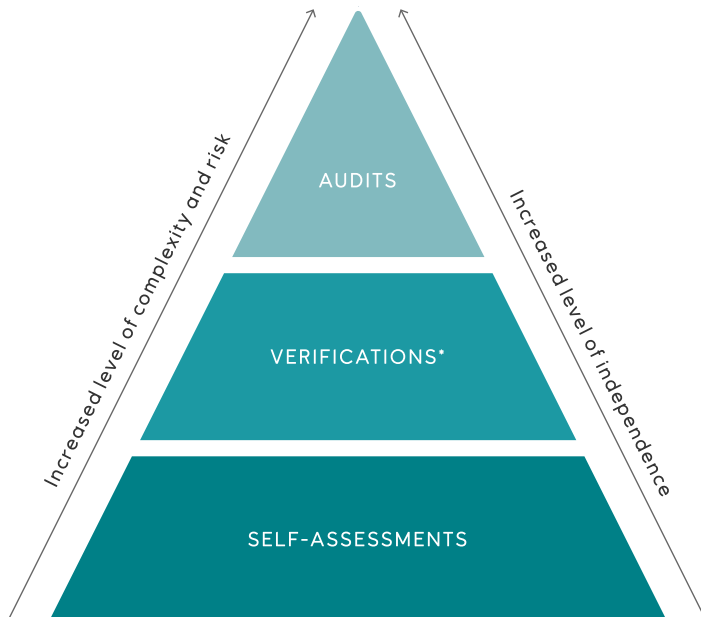 Increased level of complexity and risk
Increased level of independence
AUDITS
VERIFICATIONS*
SELF-ASSESSMENTS